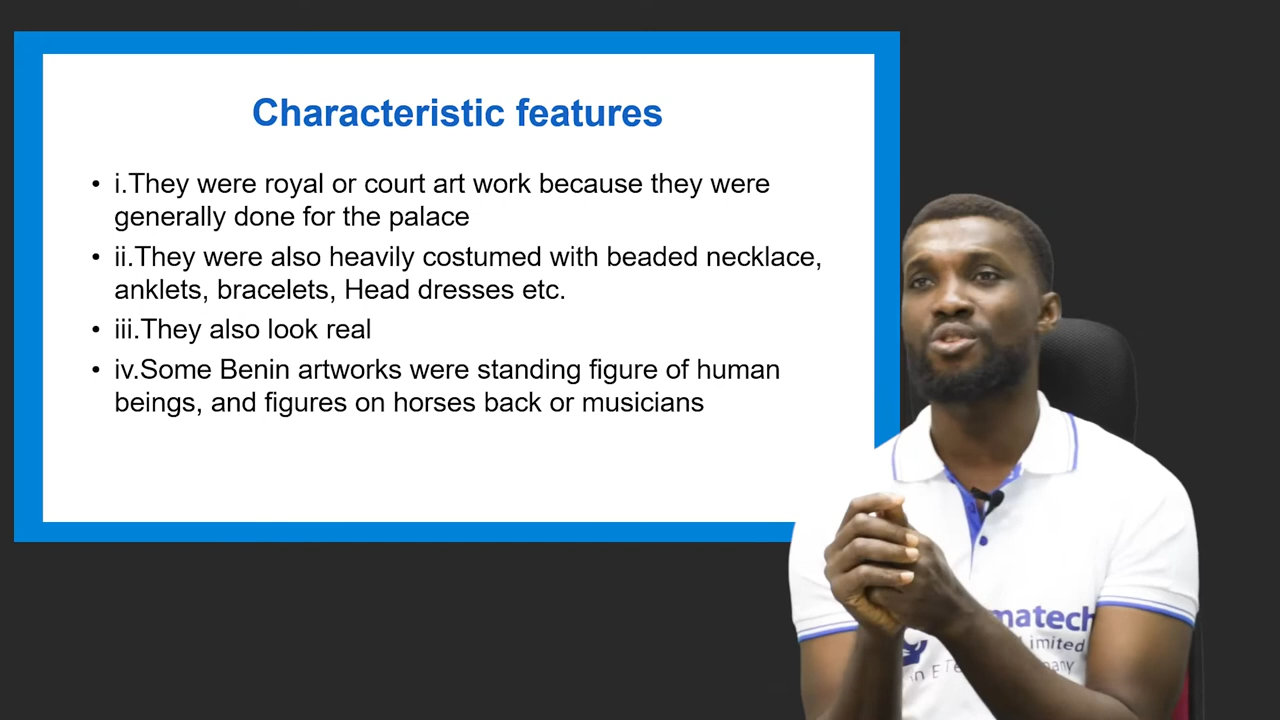 Characteristic features
• i.They were royal or court art work because they were
generally done for the palace
• ii.They were also heavily costumed with beaded necklace,
anklets, bracelets, Head dresses etc.
• iii.They also look real
• iv.Some Benin artworks were standing figure of human
beings, and figures on horses back or musicians
matech
Limited